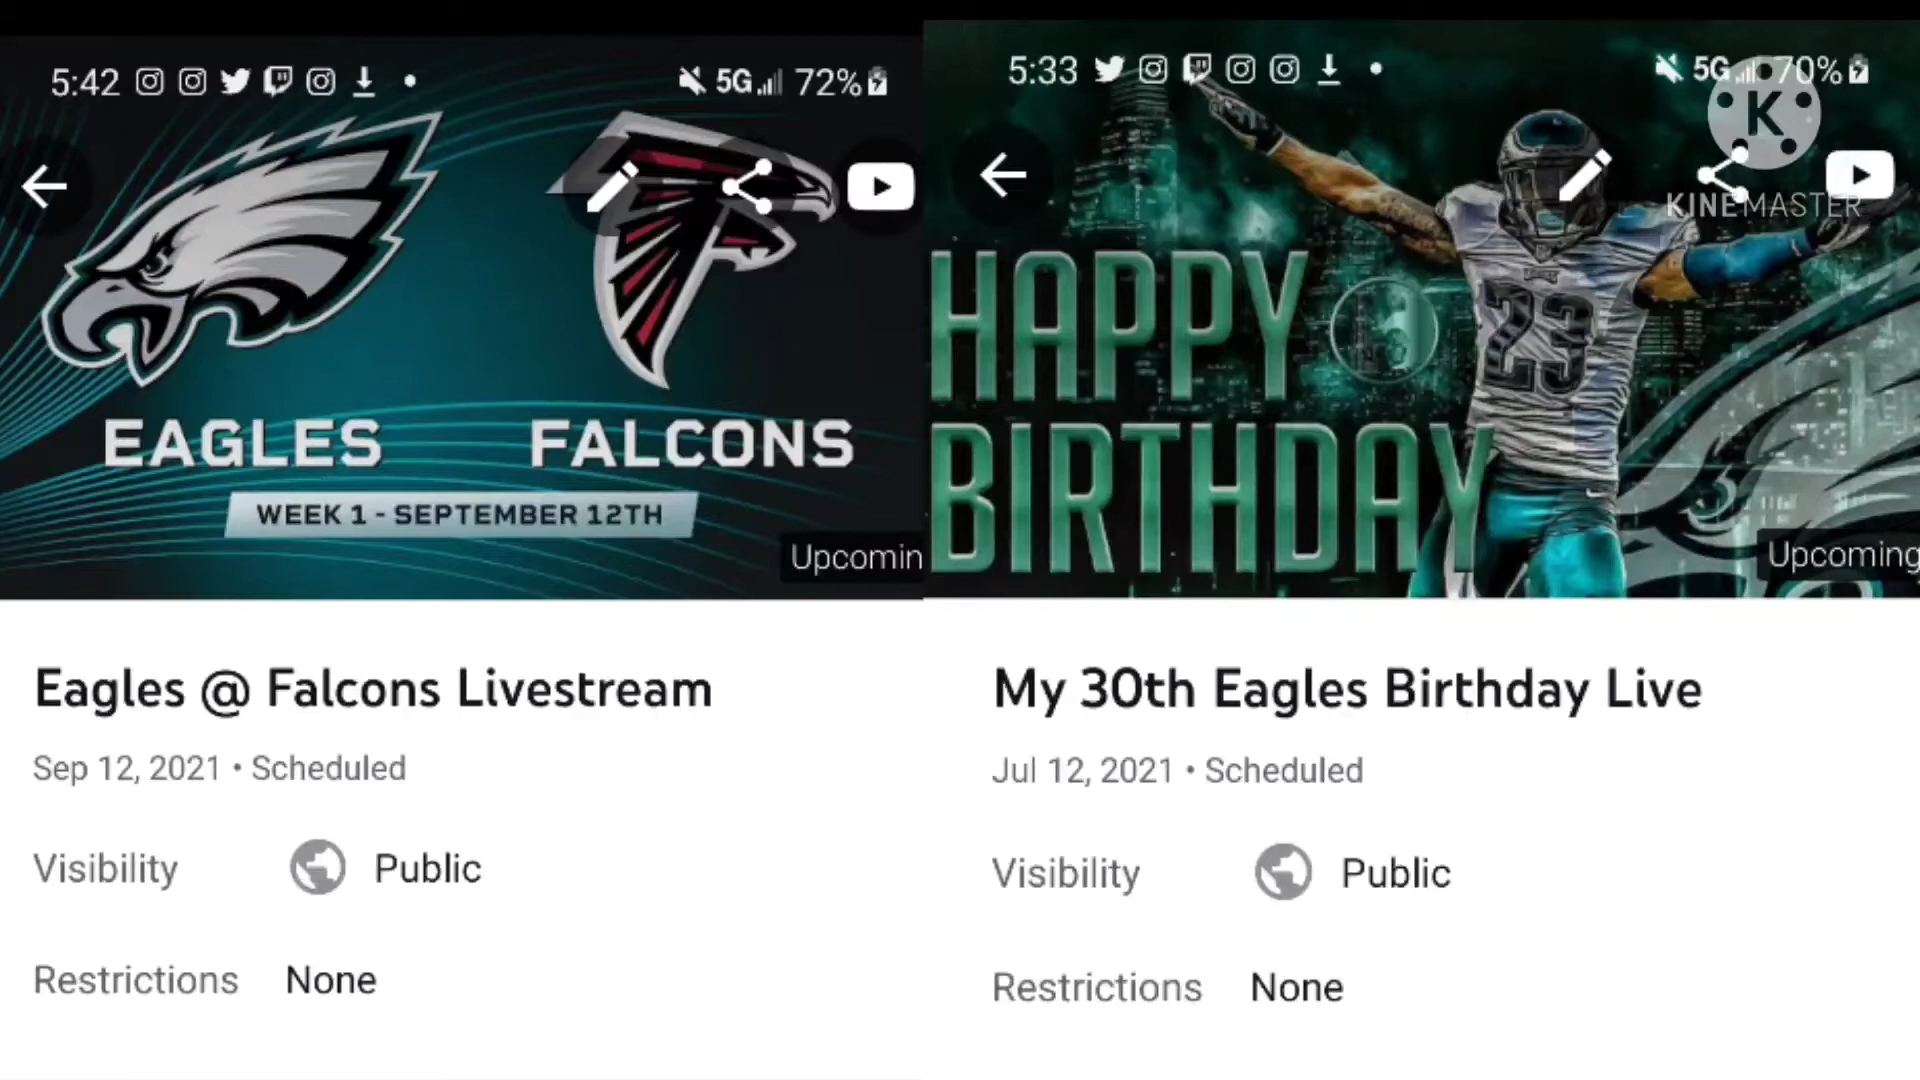 5:42
5G 72%
EAGLES
FALCONS
WEEK 1 - SEPTEMBER 12TH
Upcomin
Eagles @ Falcons Livestream
Sep 12, 2021 • Scheduled
Visibility Public
Restrictions None
5:33
5G 70%
K
KINEMASTER
HAPPY
BIRTHDAY
23
Upcoming
My 30th Eagles Birthday Live
Jul 12, 2021 • Scheduled
Visibility Public
Restrictions None